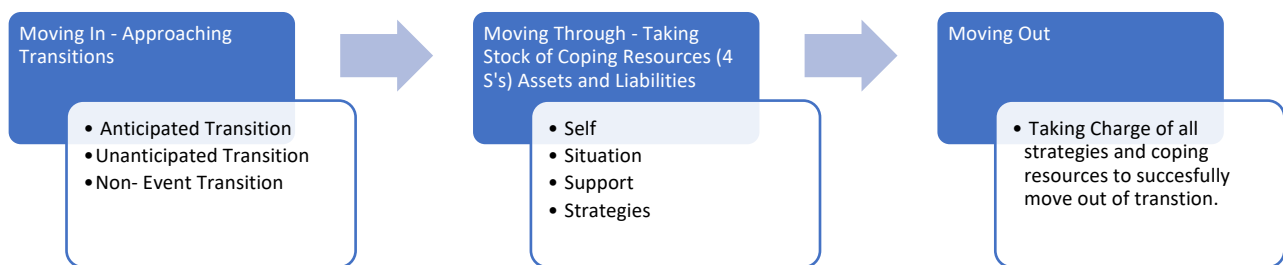 Moving In - Approaching
Transitions
• Anticipated Transition
•Unanticipated Transition
•Non- Event Transition
Moving Through - Taking
Stock of Coping Resources (4
S's) Assets and Liabilities
• Self
• Situation
• Support
• Strategies
Moving Out
• Taking Charge of all
strategies and coping
resources to succesfully
move out of transtion.